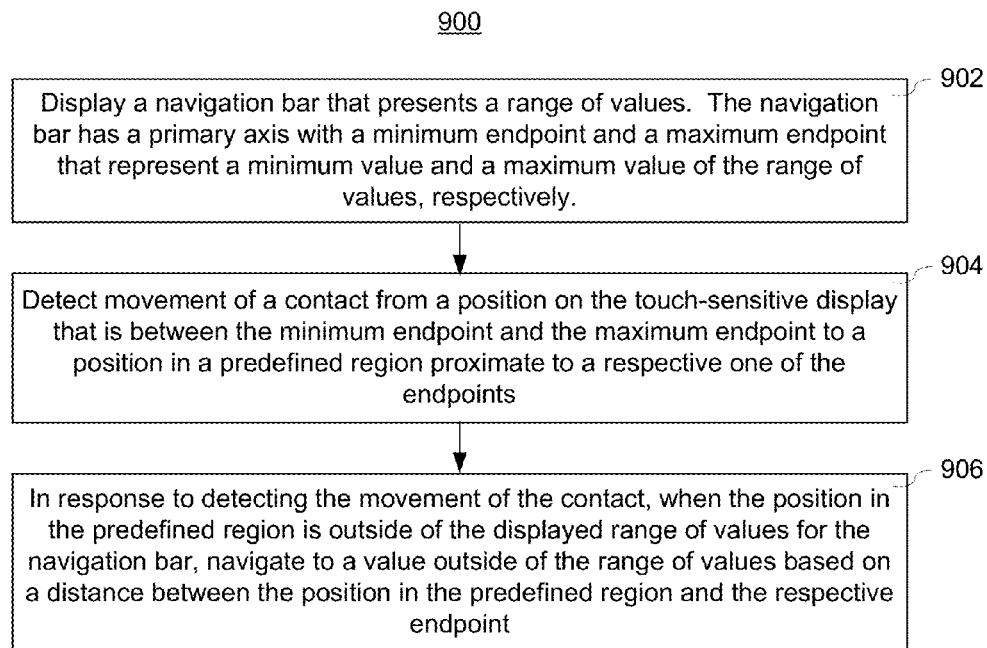 900
902
Display a navigation bar that presents a range of values. The navigation
bar has a primary axis with a minimum endpoint and a maximum endpoint
that represent a minimum value and a maximum value of the range of
values, respectively.
904
Detect movement of a contact from a position on the touch-sensitive display
that is between the minimum endpoint and the maximum endpoint to a
position in a predefined region proximate to a respective one of the
endpoints
906
In response to detecting the movement of the contact, when the position in
the predefined region is outside of the displayed range of values for the
navigation bar, navigate to a value outside of the range of values based on
a distance between the position in the predefined region and the respective
endpoint